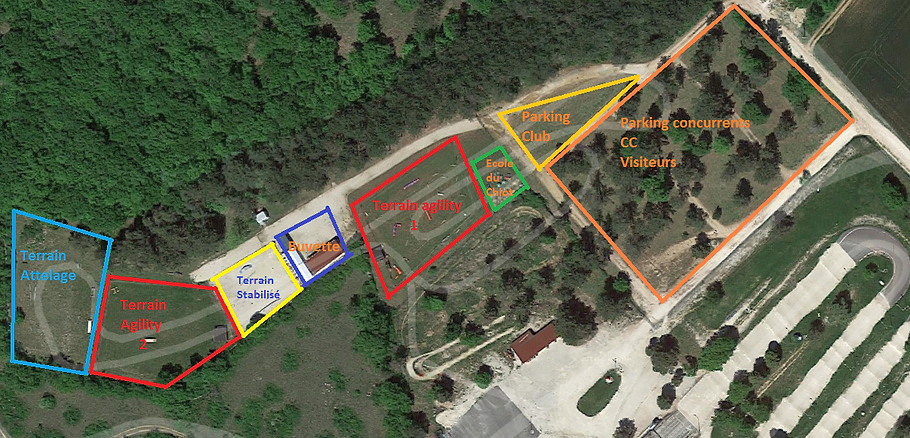 Parking
Club
Parking concurrents
CC
Visiteurs
Ecole
du
Chiot
Terrain agility
1
Buvette
Terrain
Stabilisé
Terrain
Attelage
Terrain
Agility
2